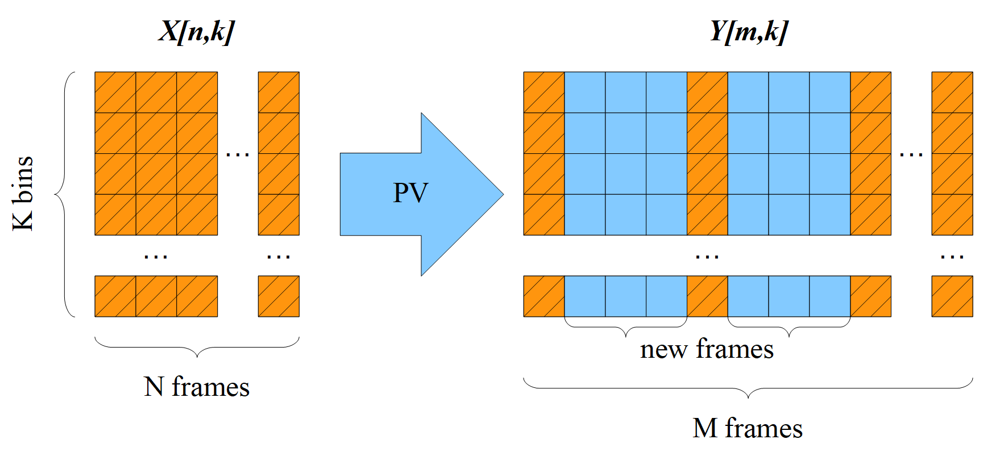 X[n,k]
Y[m,k]
K bins
...
PV
...
...
...
...
...
new frames
N frames
M frames